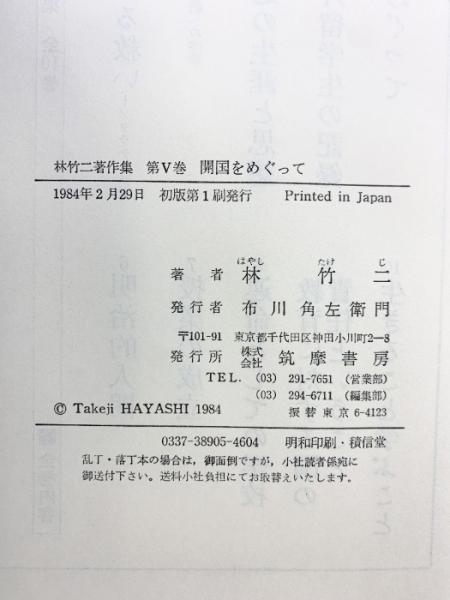 林竹二著作集 第Ⅴ巻 開国をめぐって
1984年2月29日 初版第1刷発行 Printed in Japan
はやし たけ じ
著者 林 竹 二
発行者 布川角左衛門
〒101-91 東京都千代田区神田小川町2-8
発行所 株式会社 筑摩書房
TEL. (03) 291-7651 (営業部)
(03) 294-6711 (編集部)
© Takeji HAYASHI 1984 振替東京6-4123
0337-38905-4604 明和印刷・積信堂
乱丁・落丁本の場合は,御面倒ですが,小社読者係宛に
御送付下さい。送料小社負担にてお取替えいたします。